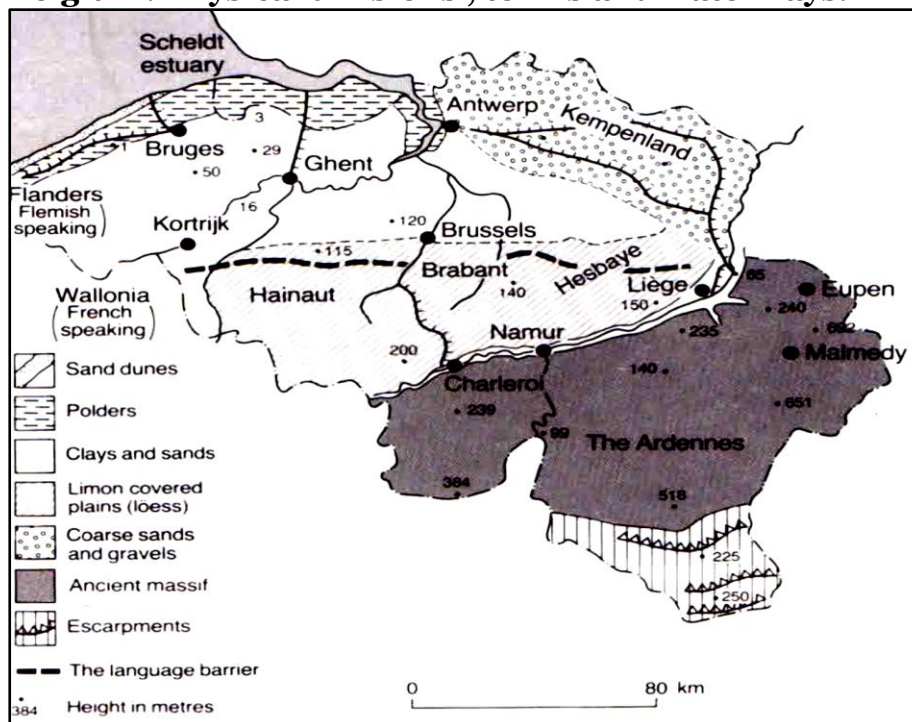 Scheldt
estuary
Antwerp
Kempenland
3
1
Bruges
29
50
Ghent
Flanders
(Flemish
speaking)
16
Kortrijk
120
Brussels
115
Brabant
Hesbaye
140
Hainaut
Liège
150
65
Eupen
240
692
Wallonia
(French
speaking)
Namur
235
Malmedy
200
Charleroi
140
239
651
99
The Ardennes
384
518
225
250
Sand dunes
Polders
Clays and sands
Limon covered
plains (löess)
Coarse sands
and gravels
Ancient massif
Escarpments
The language barrier
384
Height in metres
0 80 km